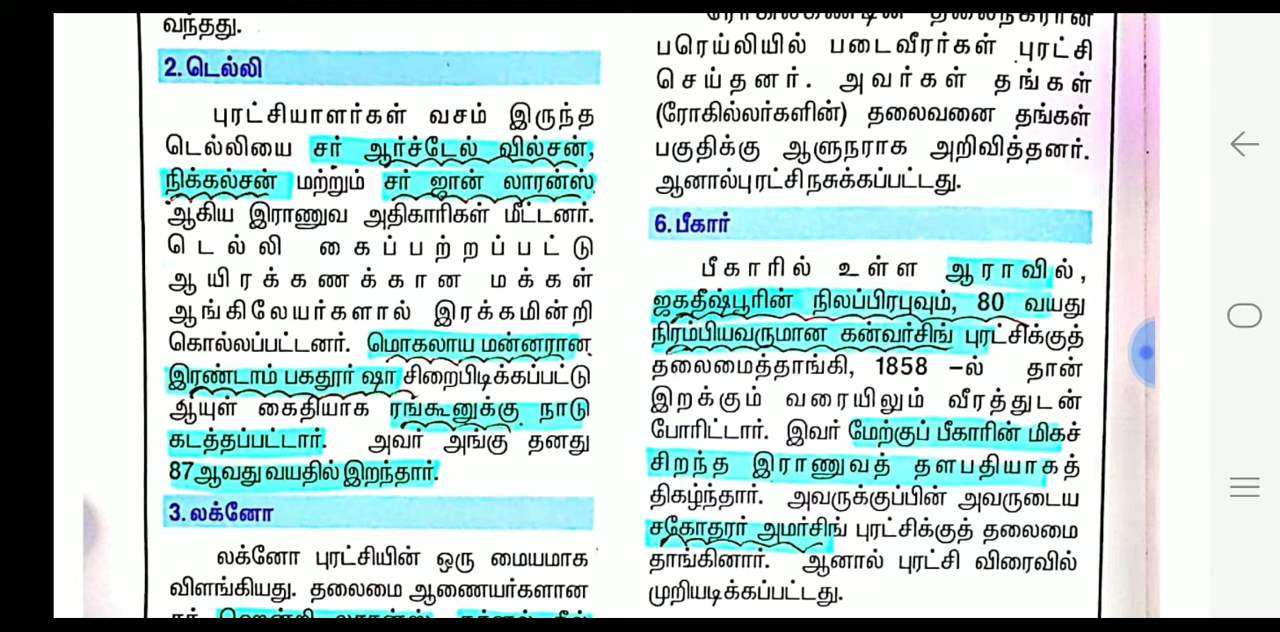 வந்தது.
2. டெல்லி
புரட்சியாளர்கள் வசம் இருந்த
டெல்லியை சர் ஆர்ச்டேல் வில்சன்,
நிக்கல்சன் மற்றும் சர் ஜான் லாரன்ஸ்
ஆகிய இராணுவ அதிகாரிகள் மீட்டனர்.
டெல்லி கைப்பற்றப்பட்டு
ஆயிரக்கணக்கான மக்கள்
ஆங்கிலேயர்களால் இரக்கமின்றி
கொல்லப்பட்டனர். மொகலாய மன்னரான
இரண்டாம் பகதூர் ஷா சிறைபிடிக்கப்பட்டு
ஆயுள் கைதியாக ரங்கூனுக்கு நாடு
கடத்தப்பட்டார். அவர் அங்கு தனது
87ஆவது வயதில் இறந்தார்.
3. லக்னோ
லக்னோ புரட்சியின் ஒரு மையமாக
விளங்கியது. தலைமை ஆணையர்களான
சர் ஹென்றி லாரன்ஸ், கர்னல் நீல்
ரோகில்கண்டின் தலைநகரான
பரெய்லியில் படைவீரர்கள் புரட்சி
செய்தனர். அவர்கள் தங்கள்
(ரோகில்லர்களின்) தலைவனை தங்கள்
பகுதிக்கு ஆளுநராக அறிவித்தனர்.
ஆனால்புரட்சிநசுக்கப்பட்டது.
6. பீகார்
பீகாரில் உள்ள ஆராவில்,
ஜகதீஷ்பூரின் நிலப்பிரபுவும், 80 வயது
நிரம்பியவருமான கன்வர்சிங் புரட்சிக்குத்
தலைமைத்தாங்கி, 1858 –ல் தான்
இறக்கும் வரையிலும் வீரத்துடன்
போரிட்டார். இவர் மேற்குப் பீகாரின் மிகச்
சிறந்த இராணுவத் தளபதியாகத்
திகழ்ந்தார். அவருக்குப்பின் அவருடைய
சகோதரர் அமர்சிங் புரட்சிக்குத் தலைமை
தாங்கினார். ஆனால் புரட்சி விரைவில்
முறியடிக்கப்பட்டது.